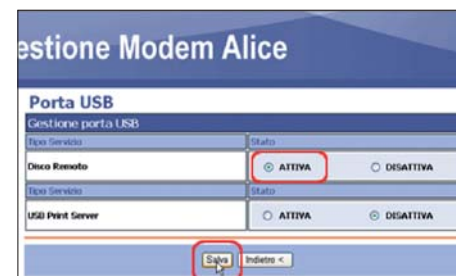 estione Modem Alice
Porta USB
Gestione porta USB
Tipo Servizio Stato
Disco Remoto ATTIVA DISATTIVA
Tipo Servizio Stato
USB Print Server ATTIVA DISATTIVA
Salva Indietro <